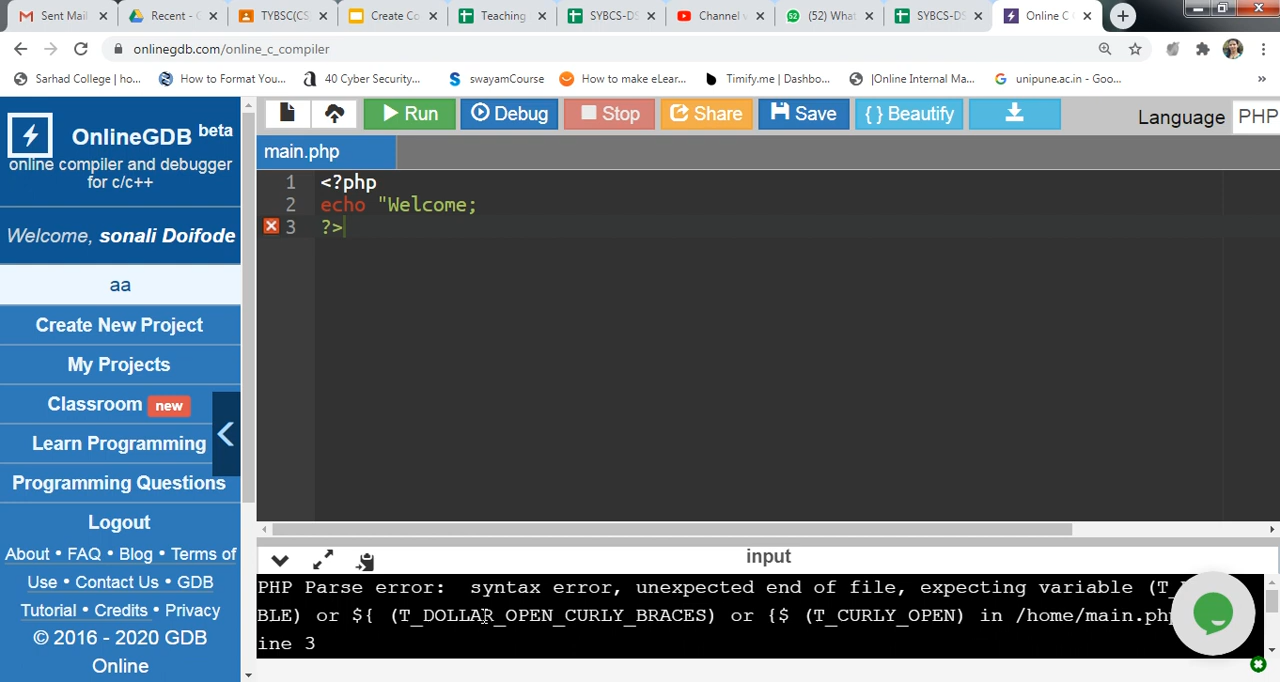 Sent Mail
Recent - G
TYBSC(CS
Create Co
Teaching
SYBCS-DS
Channel v
(52) What
SYBCS-DS
Online C C
onlinegdb.com/online_c_compiler
Sarhad College | ho...
How to Format You...
40 Cyber Security...
swayamCourse
How to make eLear...
Timify.me | Dashbo...
|Online Internal Ma...
unipune.ac.in - Goo...
»
OnlineGDB beta
online compiler and debugger
for c/c++
Welcome, sonali Doifode
aa
Create New Project
My Projects
Classroom new
Learn Programming
Programming Questions
Logout
About • FAQ • Blog • Terms of
Use • Contact Us • GDB
Tutorial • Credits • Privacy
© 2016 - 2020 GDB
Online
Run Debug Stop Share Save { } Beautify
Language PHP
main.php
1 <?php
2 echo "Welcome;
3 ?>
input
PHP Parse error:  syntax error, unexpected end of file, expecting variable (T_
BLE) or ${ (T_DOLLAR_OPEN_CURLY_BRACES) or {$ (T_CURLY_OPEN) in /home/main.php
ine 3